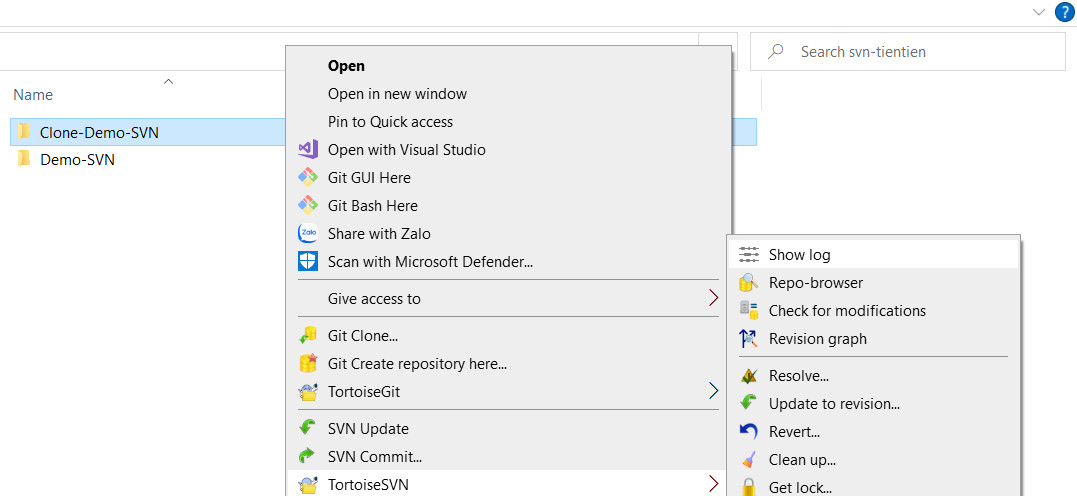 ?
Search svn-tientien
Name
Clone-Demo-SVN
Demo-SVN
Open
Open in new window
Pin to Quick access
Open with Visual Studio
Git GUI Here
Git Bash Here
Zalo Share with Zalo
Scan with Microsoft Defender...
Give access to
Git Clone...
Git Create repository here...
TortoiseGit
SVN Update
SVN Commit...
TortoiseSVN
Show log
Repo-browser
Check for modifications
Revision graph
Resolve...
Update to revision...
Revert...
Clean up...
Get lock...